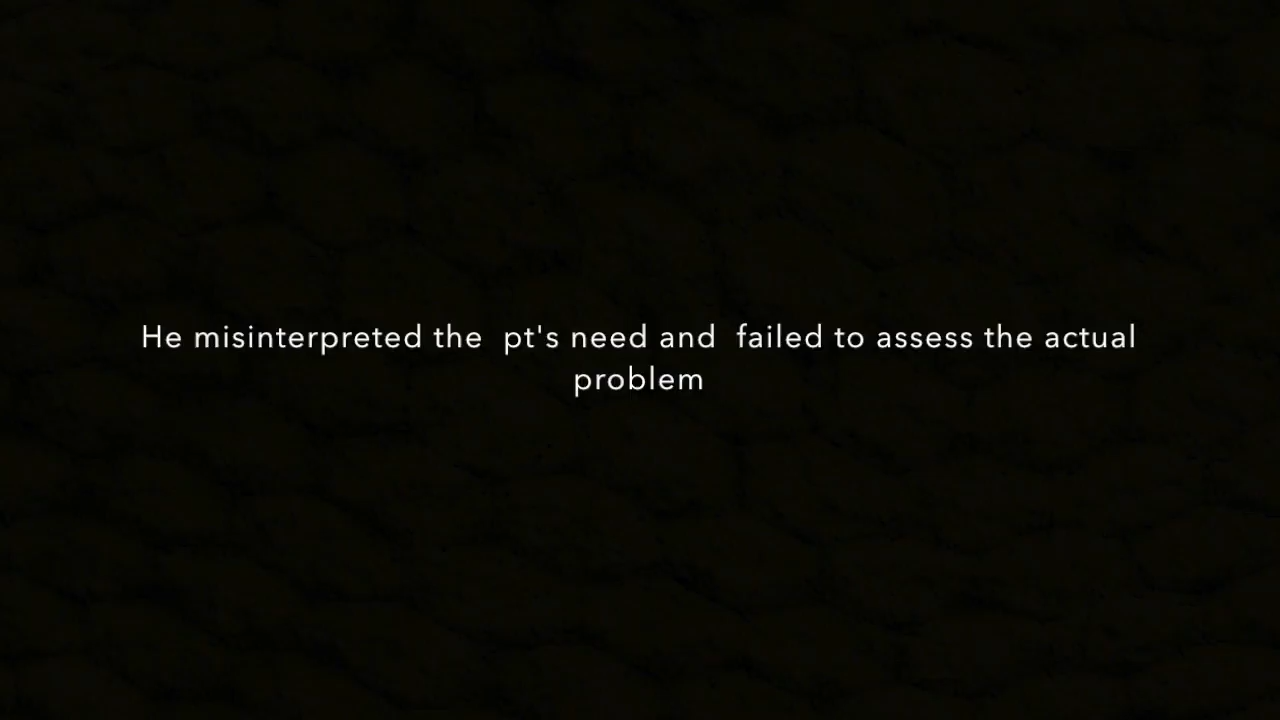 He misinterpreted the  pt's need and  failed to assess the actual
problem